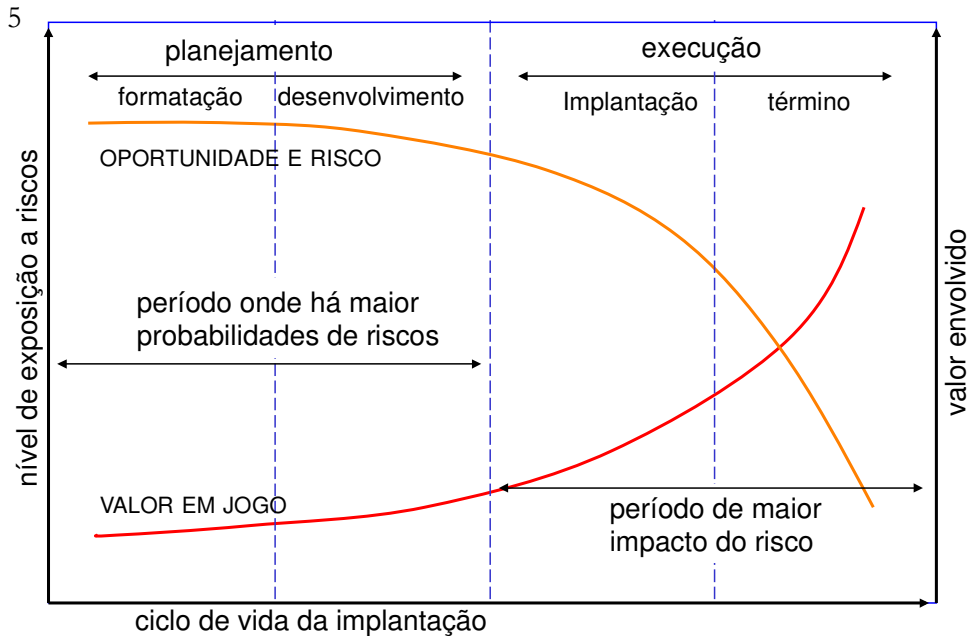 5
planejamento
execução
formatação
desenvolvimento
Implantação
término
OPORTUNIDADE E RISCO
nível de exposição a riscos
valor envolvido
período onde há maior
probabilidades de riscos
VALOR EM JOGO
período de maior
impacto do risco
ciclo de vida da implantação